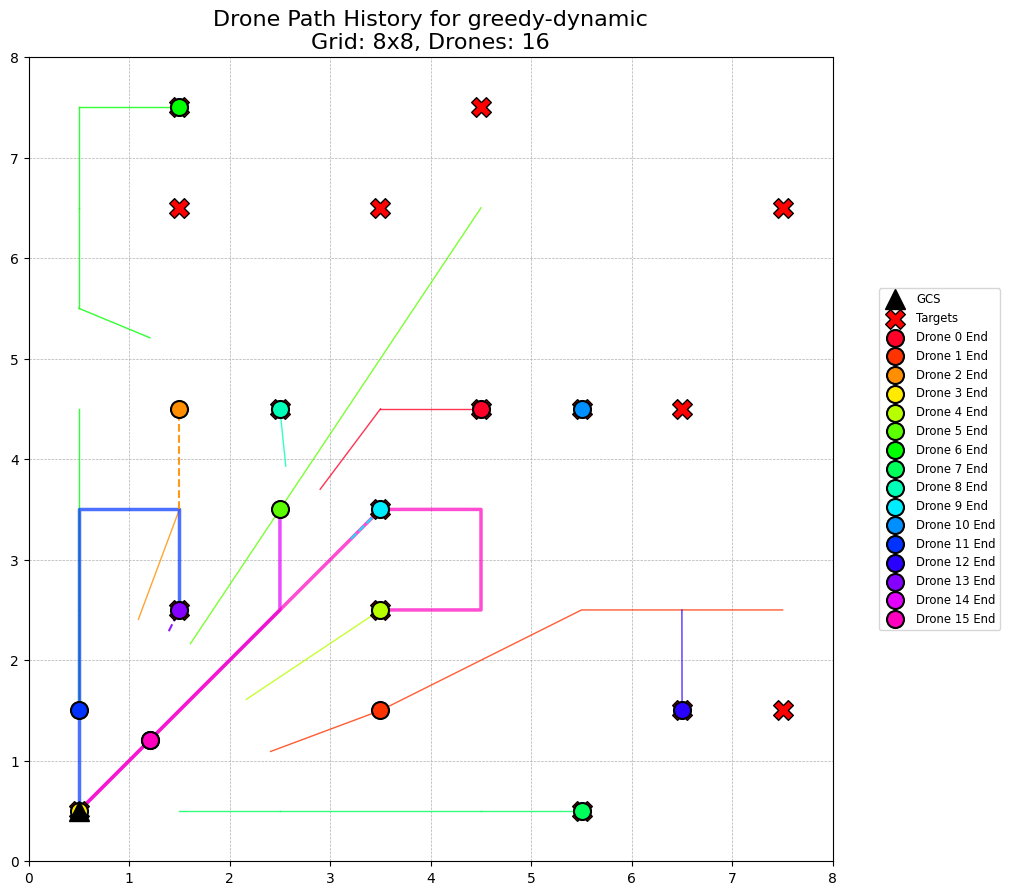 Drone Path History for greedy-dynamic
Grid: 8x8, Drones: 16
8
7
6
5
4
3
2
1
0
0 1 2 3 4 5 6 7 8
GCS
Targets
Drone 0 End
Drone 1 End
Drone 2 End
Drone 3 End
Drone 4 End
Drone 5 End
Drone 6 End
Drone 7 End
Drone 8 End
Drone 9 End
Drone 10 End
Drone 11 End
Drone 12 End
Drone 13 End
Drone 14 End
Drone 15 End